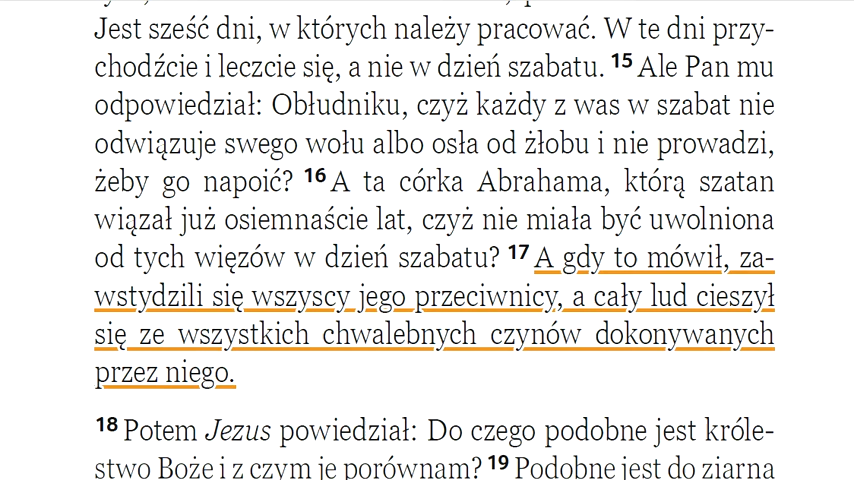 Jest sześć dni, w których należy pracować. W te dni przy-
chodźcie i leczcie się, a nie w dzień szabatu. 15 Ale Pan mu
odpowiedział: Obłudniku, czyż każdy z was w szabat nie
odwiązuje swego wołu albo osła od żłobu i nie prowadzi,
żeby go napoić? 16 A ta córka Abrahama, którą szatan
wiązał już osiemnaście lat, czyż nie miała być uwolniona
od tych więzów w dzień szabatu? 17 A gdy to mówił, za-
wstydzili się wszyscy jego przeciwnicy, a cały lud cieszył
się ze wszystkich chwalebnych czynów dokonywanych
przez niego.
18 Potem Jezus powiedział: Do czego podobne jest króle-
stwo Boże i z czym je porównam? 19 Podobne jest do ziarna